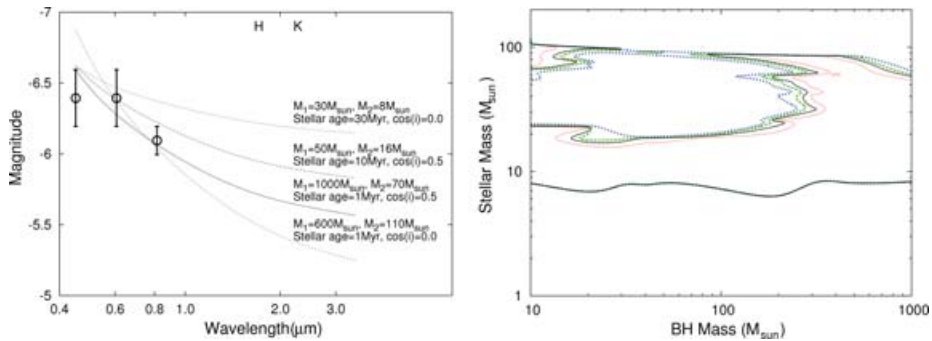 -7
-6.5
-6
-5.5
-5
Magnitude
H K
M1=30Msun, M2=8Msun
Stellar age=30Myr, cos(i)=0.0
M1=50Msun, M2=16Msun
Stellar age=10Myr, cos(i)=0.5
M1=1000Msun, M2=70Msun
Stellar age=1Myr, cos(i)=0.5
M1=600Msun, M2=110Msun
Stellar age=1Myr, cos(i)=0.0
0.4 0.6 0.8 1.0 2.0 3.0
Wavelength(μm)
Stellar Mass (Msun)
100
10
1
10 100 1000
BH Mass (Msun)